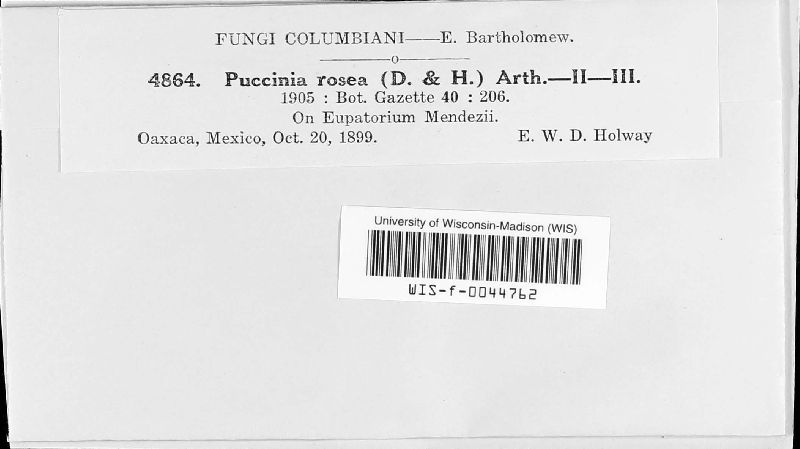 FUNGI COLUMBIANI——E. Bartholomew.
4864. Puccinia rosea (D. & H.) Arth.—II—III.
1905 : Bot. Gazette 40 : 206.
On Eupatorium Mendezii.
Oaxaca, Mexico, Oct. 20, 1899. E. W. D. Holway
University of Wisconsin-Madison (WIS)
WIS-f-0044762